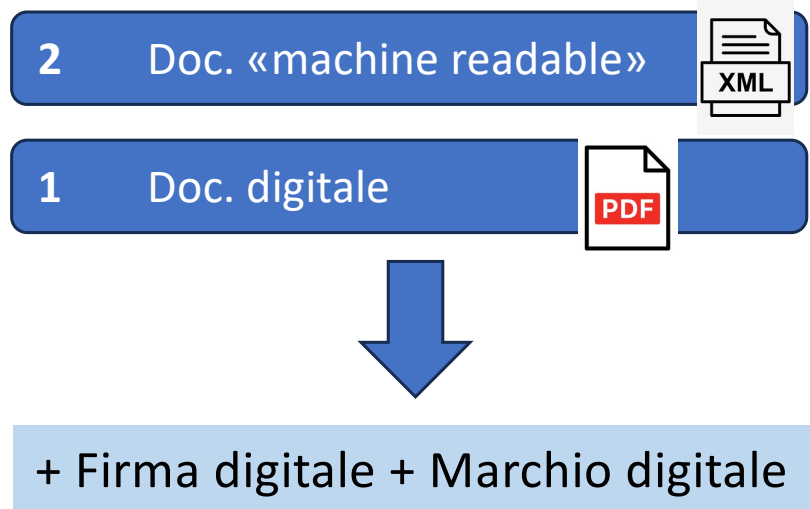 2 Doc. «machine readable»
XML
1 Doc. digitale
PDF
+ Firma digitale + Marchio digitale